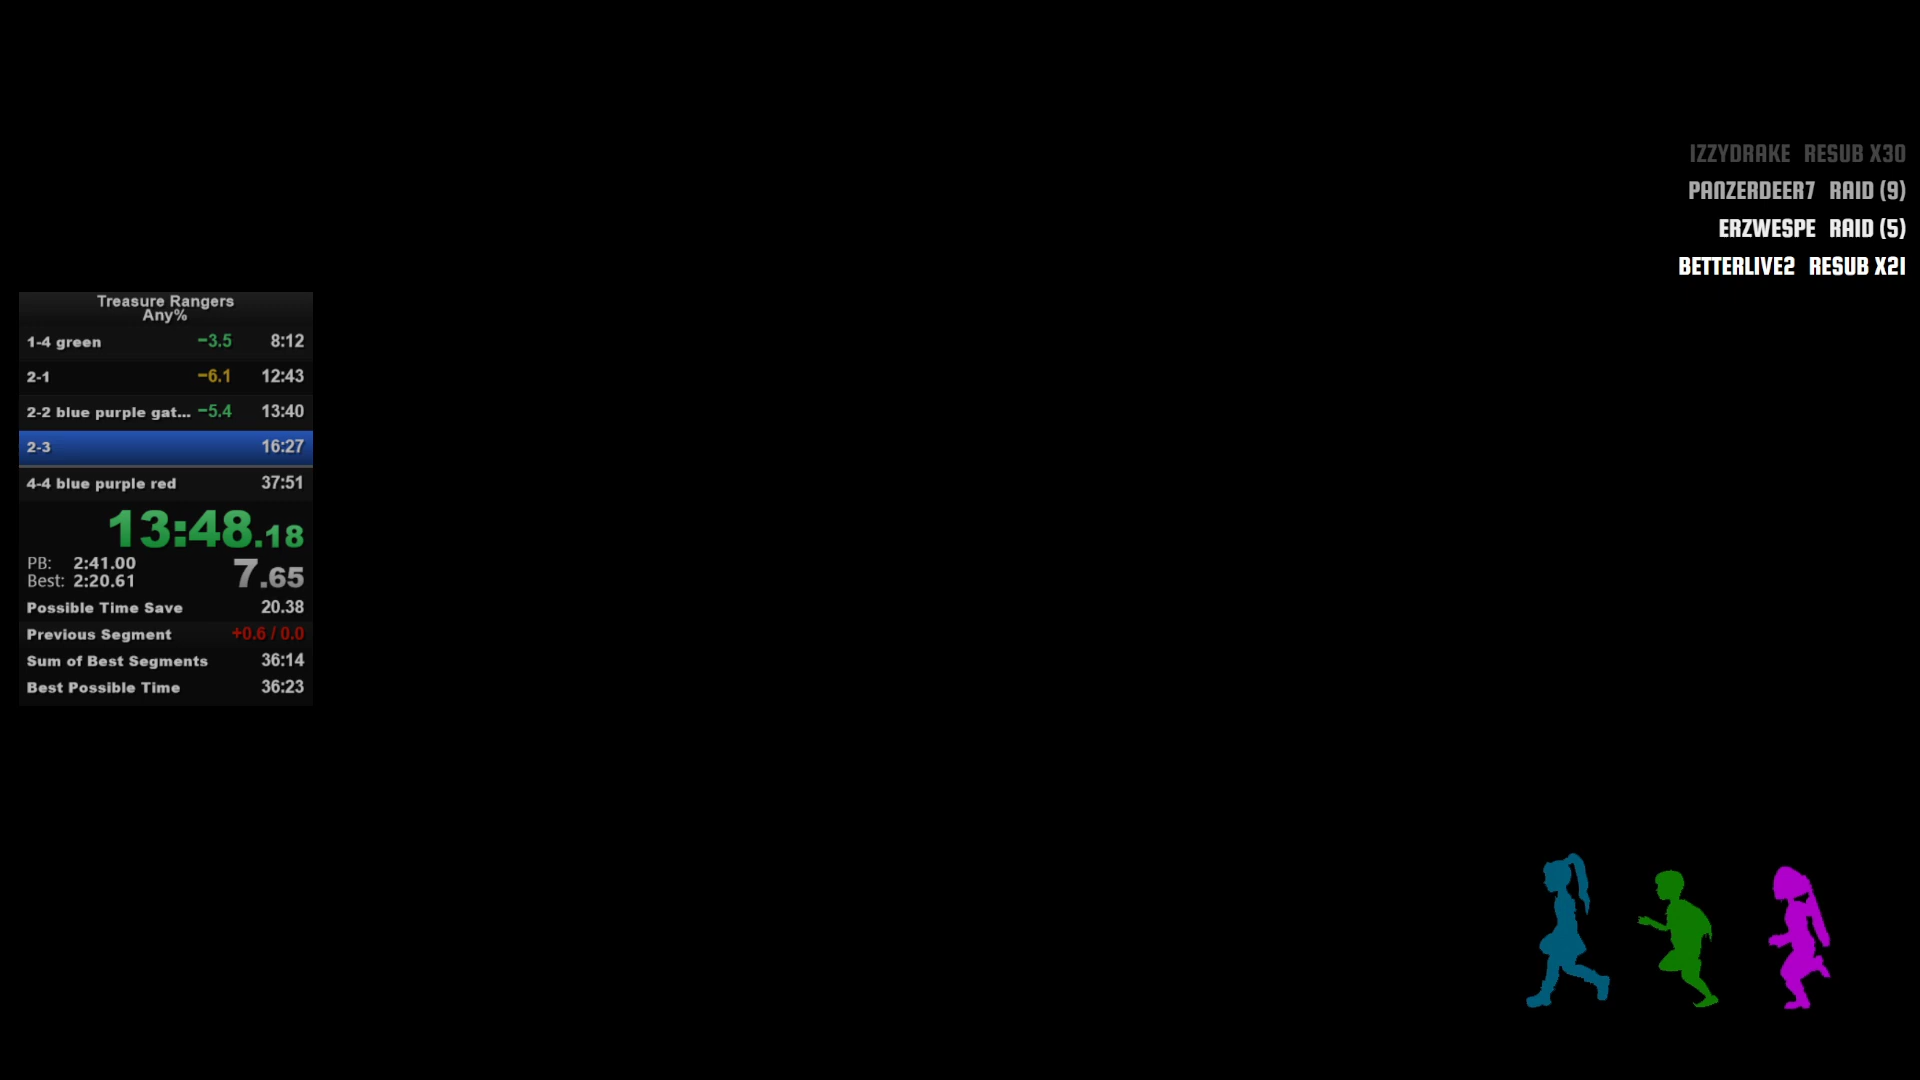 IZZYDRAKE RESUB X30
PANZERDEER7 RAID (9)
ERZWESPE RAID (5)
BETTERLIVE2 RESUB X21
Treasure Rangers
Any%
1-4 green −3.5 8:12
2-1 −6.1 12:43
2-2 blue purple gat... −5.4 13:40
2-3 16:27
4-4 blue purple red 37:51
13:48.18
PB: 2:41.00
Best: 2:20.61
7.65
Possible Time Save 20.38
Previous Segment +0.6 / 0.0
Sum of Best Segments 36:14
Best Possible Time 36:23